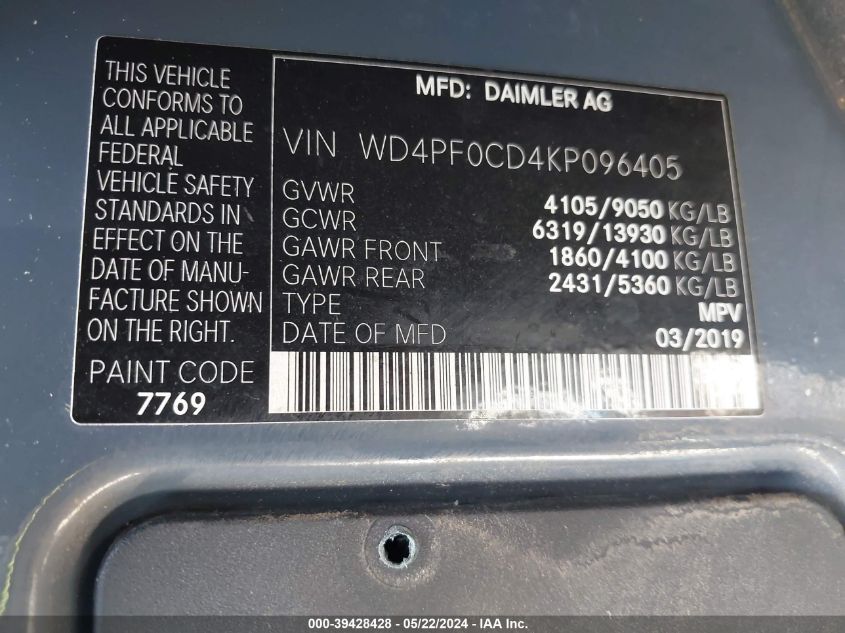 THIS VEHICLE
CONFORMS TO
ALL APPLICABLE
FEDERAL
VEHICLE SAFETY
STANDARDS IN
EFFECT ON THE
DATE OF MANU-
FACTURE SHOWN
ON THE RIGHT.
PAINT CODE
7769
MFD: DAIMLER AG
VIN WD4PF0CD4KP096405
GVWR 4105/9050 KG/LB
GCWR 6319/13930 KG/LB
GAWR FRONT 1860/4100 KG/LB
GAWR REAR 2431/5360 KG/LB
TYPE MPV
DATE OF MFD 03/2019
000-39428428 - 05/22/2024 - IAA Inc.